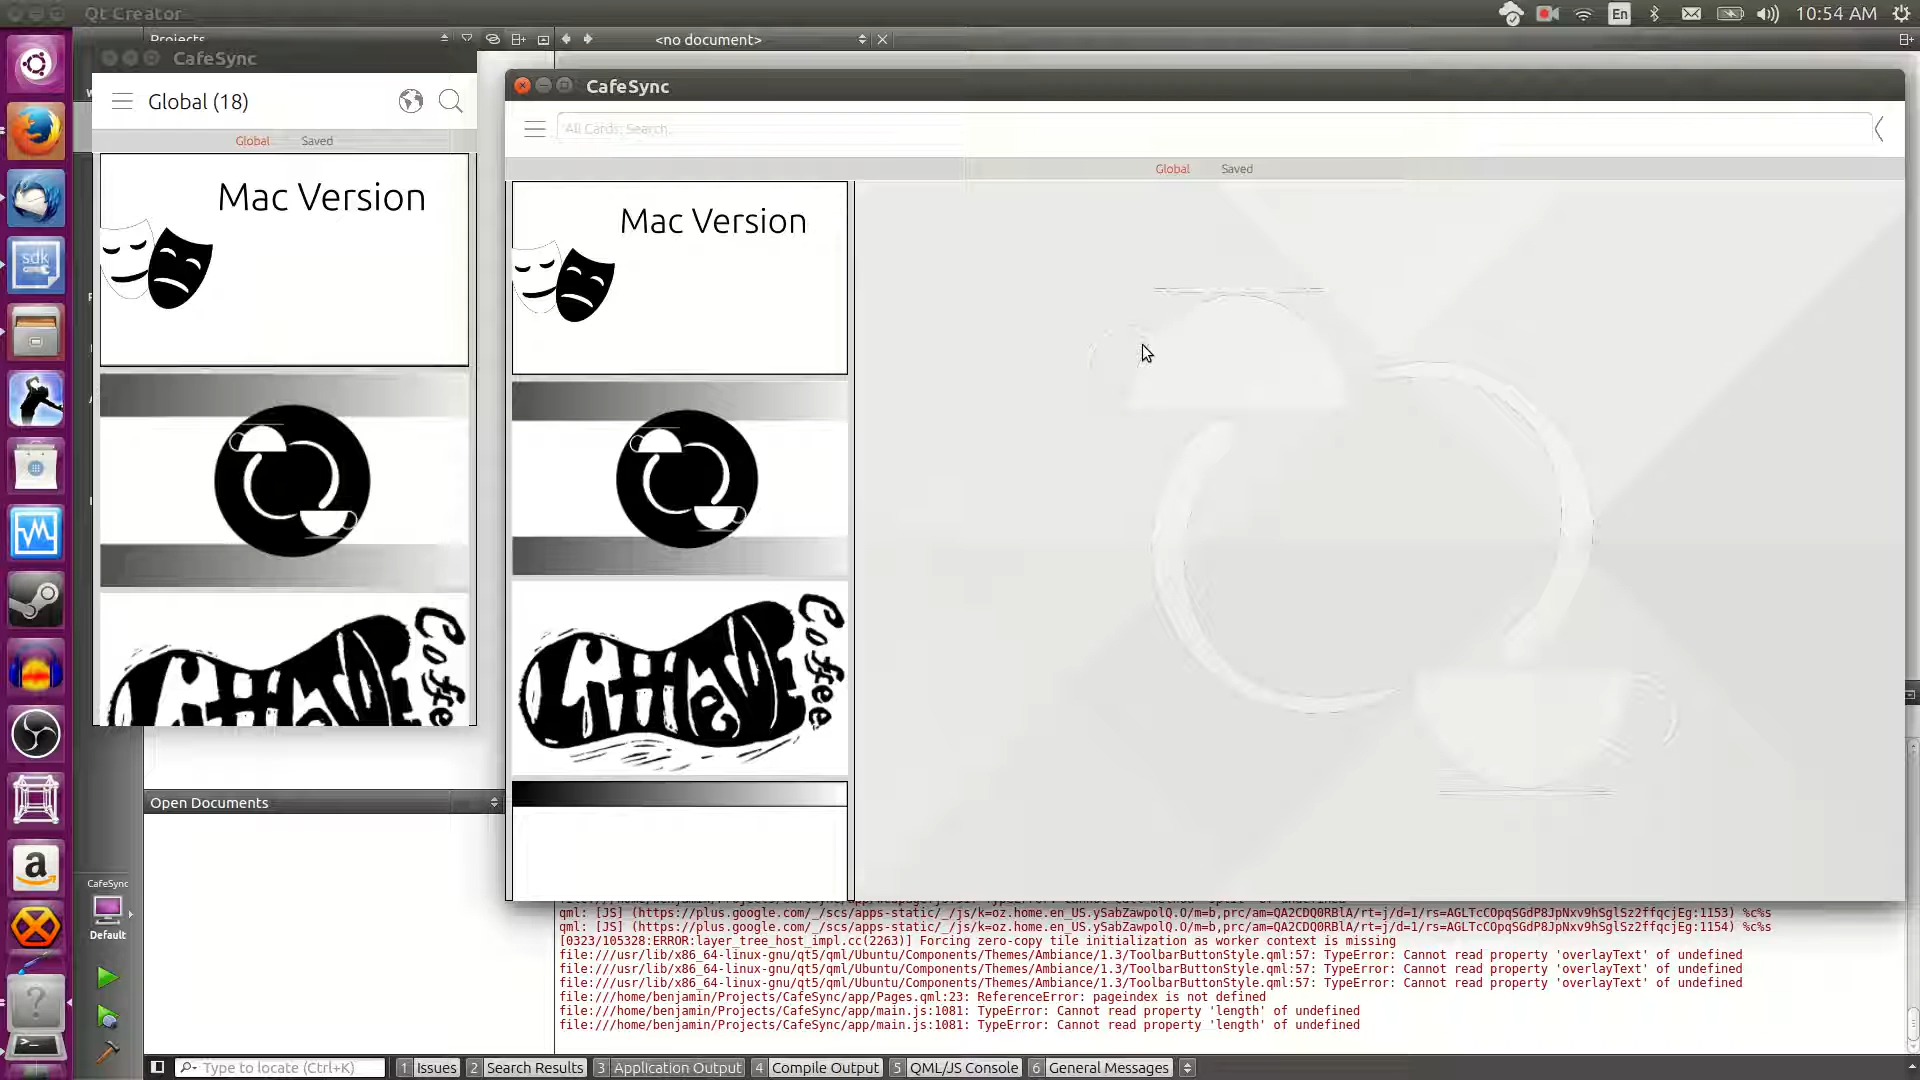 Qt Creator
En
10:54 AM
Projects
<no document>
CafeSync
Global (18)
Global
Saved
Mac Version
Little
Coffee
CafeSync
All Cards: Search..
Global
Saved
Mac Version
Little
Coffee
Open Documents
CafeSync
Default
qml: [JS] (https://plus.google.com/_/scs/apps-static/_/js/k=oz.home.en_US.ySabZawpolQ.O/m=b,prc/am=QA2CDQ0RBlA/rt=j/d=1/rs=AGLTcCOpqSGdP8JpNxv9hSglSz2ffqcjEg:1153) %c%s
qml: [JS] (https://plus.google.com/_/scs/apps-static/_/js/k=oz.home.en_US.ySabZawpolQ.O/m=b,prc/am=QA2CDQ0RBlA/rt=j/d=1/rs=AGLTcCOpqSGdP8JpNxv9hSglSz2ffqcjEg:1154) %c%s
[0323/105328:ERROR:layer_tree_host_impl.cc(2263)] Forcing zero-copy tile initialization as worker context is missing
file:///usr/lib/x86_64-linux-gnu/qt5/qml/Ubuntu/Components/Themes/Ambiance/1.3/ToolbarButtonStyle.qml:57: TypeError: Cannot read property 'overlayText' of undefined
file:///usr/lib/x86_64-linux-gnu/qt5/qml/Ubuntu/Components/Themes/Ambiance/1.3/ToolbarButtonStyle.qml:57: TypeError: Cannot read property 'overlayText' of undefined
file:///usr/lib/x86_64-linux-gnu/qt5/qml/Ubuntu/Components/Themes/Ambiance/1.3/ToolbarButtonStyle.qml:57: TypeError: Cannot read property 'overlayText' of undefined
file:///home/benjamin/Projects/CafeSync/app/Pages.qml:23: ReferenceError: pageindex is not defined
file:///home/benjamin/Projects/CafeSync/app/main.js:1081: TypeError: Cannot read property 'length' of undefined
file:///home/benjamin/Projects/CafeSync/app/main.js:1081: TypeError: Cannot read property 'length' of undefined
Type to locate (Ctrl+K)
1 Issues
2 Search Results
3 Application Output
4 Compile Output
5 QML/JS Console
6 General Messages
sdk